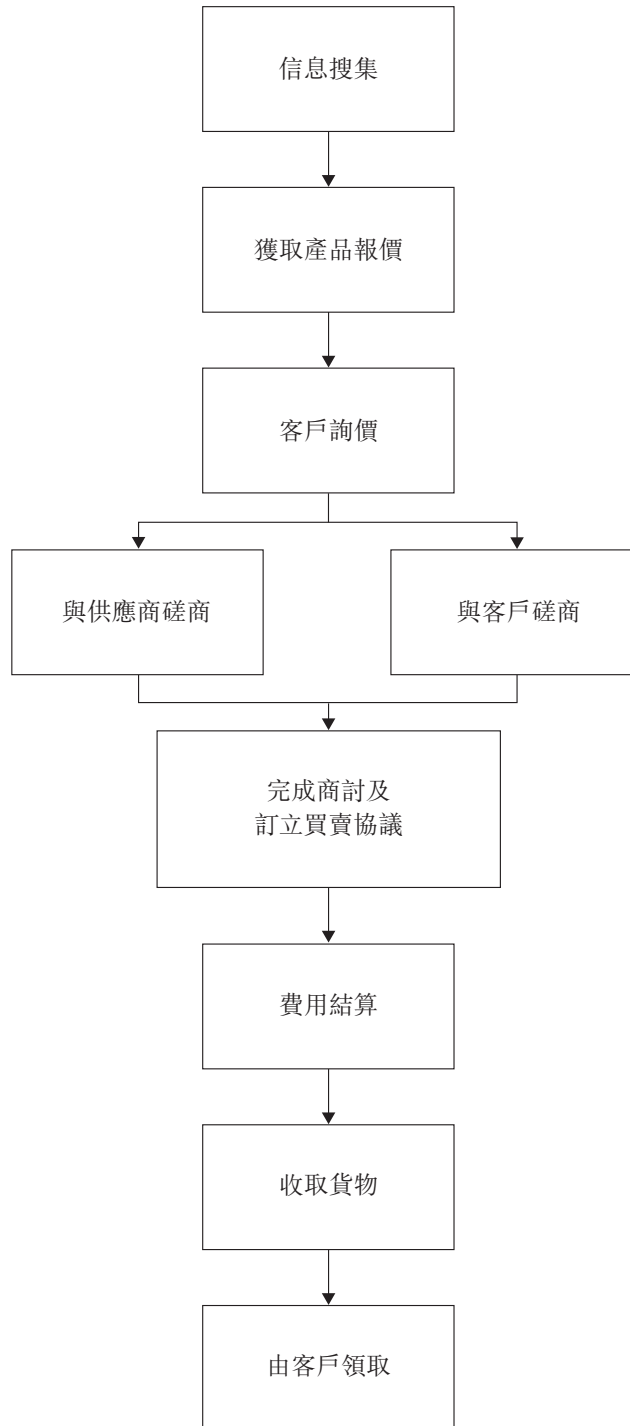 信息搜集
獲取產品報價
客戶詢價
與供應商磋商
與客戶磋商
完成商討及
訂立買賣協議
費用結算
收取貨物
由客戶領取